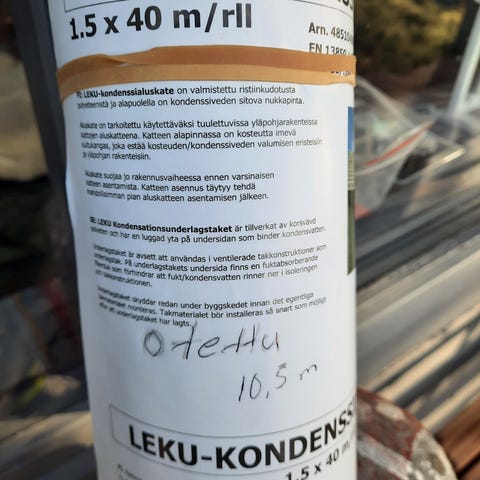 1.5 x 40 m/rll
Arn. 48510
EN 13859
FI: LEKU-kondenssialuskate on valmistettu ristiinkudotusta
polyeteenistä ja alapuolella on kondenssiveden sitova nukkapinta.
Aluskate on tarkoitettu käytettäväksi tuulettuvissa yläpohjarakenteissa
kattojen aluskatteena. Katteen alapinnassa on kosteutta imevä
kuitukangas, joka estää kosteuden/kondenssiveden valumisen eristeisiin
ja yläpohjan rakenteisiin.
Aluskate suojaa jo rakennusvaiheessa ennen varsinaisen
katteen asentamista. Katteen asennus täytyy tehdä
mahdollisimman pian aluskatteen asentamisen jälkeen.
SE: LEKU Kondensationsunderlagstaket är tillverkat av korsvävd
polyeten och har en luggad yta på undersidan som binder kondensvatten.
Underlagstaket är avsett att användas i ventilerade takkonstruktioner som
underlagstak. På underlagstakets undersida finns en fuktabsorberande
fiberduk som förhindrar att fukt/kondensvatten rinner ner i isoleringen
och takkonstruktionen.
Underlagstaket skyddar redan under byggskedet innan det egentliga
takmaterialet monteras. Takmaterialet bör installeras så snart som möjligt
efter att underlagstaket har lagts.
Otettu
10,5 m
LEKU-KONDENSS
1.5 x 40 m/